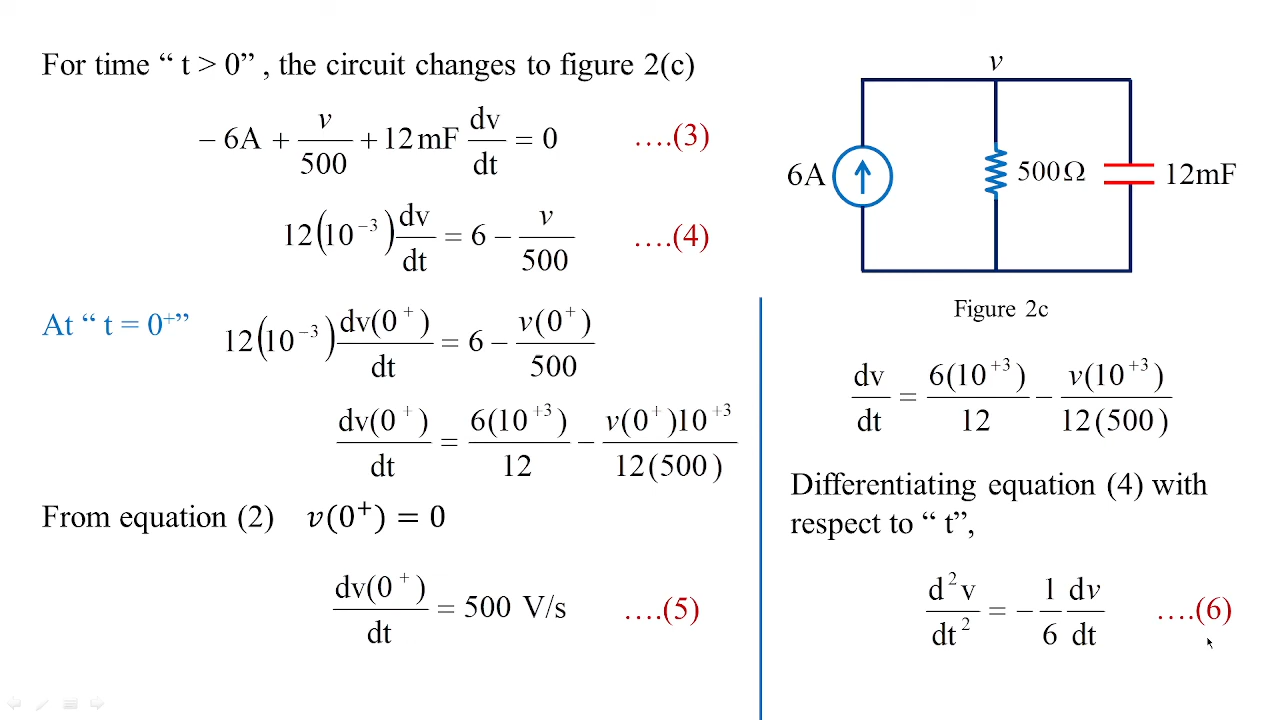 For time “ t > 0” , the circuit changes to figure 2(c)
− 6A + v/500 + 12 mF dv/dt = 0 ….(3)
12(10⁻³) dv/dt = 6 − v/500 ….(4)
At “ t = 0⁺” 12(10⁻³) dv(0⁺)/dt = 6 − v(0⁺)/500
dv(0⁺)/dt = 6(10⁺³)/12 − v(0⁺)10⁺³/12(500)
From equation (2) v(0⁺) = 0
dv(0⁺)/dt = 500 V/s ….(5)
v
6A
500Ω
12mF
Figure 2c
dv/dt = 6(10⁺³)/12 − v(10⁺³)/12(500)
Differentiating equation (4) with
respect to “ t”,
d²v/dt² = − 1/6 dv/dt ….(6)